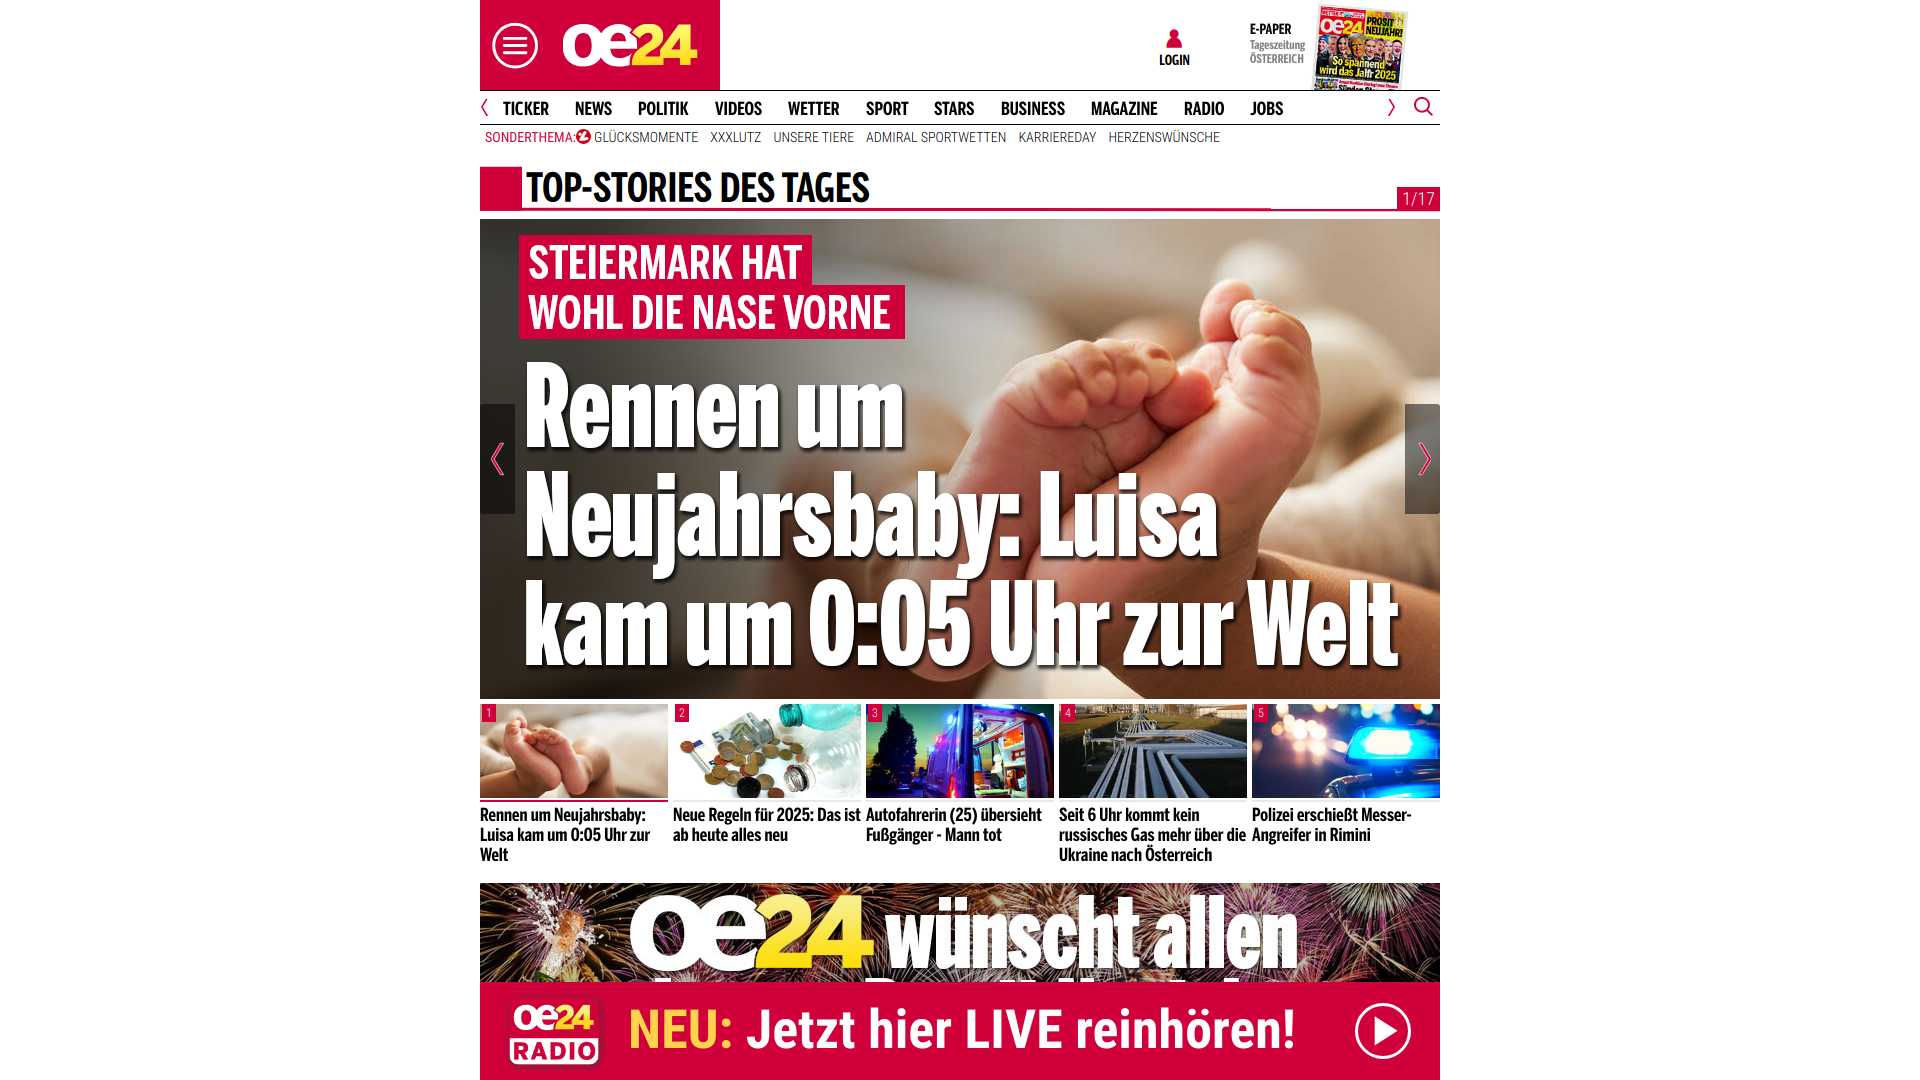 oe24
LOGIN
E-PAPER
Tageszeitung
ÖSTERREICH
oe24
PROSIT
NEUJAHR!
So spannend
wird das Jahr 2025
TICKER NEWS POLITIK VIDEOS WETTER SPORT STARS BUSINESS MAGAZINE RADIO JOBS
SONDERTHEMA: GLÜCKSMOMENTE XXXLUTZ UNSERE TIERE ADMIRAL SPORTWETTEN KARRIEREDAY HERZENSWÜNSCHE
TOP-STORIES DES TAGES
1/17
STEIERMARK HAT
WOHL DIE NASE VORNE
Rennen um
Neujahrsbaby: Luisa
kam um 0:05 Uhr zur Welt
1
Rennen um Neujahrsbaby:
Luisa kam um 0:05 Uhr zur
Welt
2
Neue Regeln für 2025: Das ist
ab heute alles neu
3
Autofahrerin (25) übersieht
Fußgänger - Mann tot
4
Seit 6 Uhr kommt kein
russisches Gas mehr über die
Ukraine nach Österreich
5
Polizei erschießt Messer-
Angreifer in Rimini
oe24 wünscht allen
oe24
RADIO
NEU: Jetzt hier LIVE reinhören!